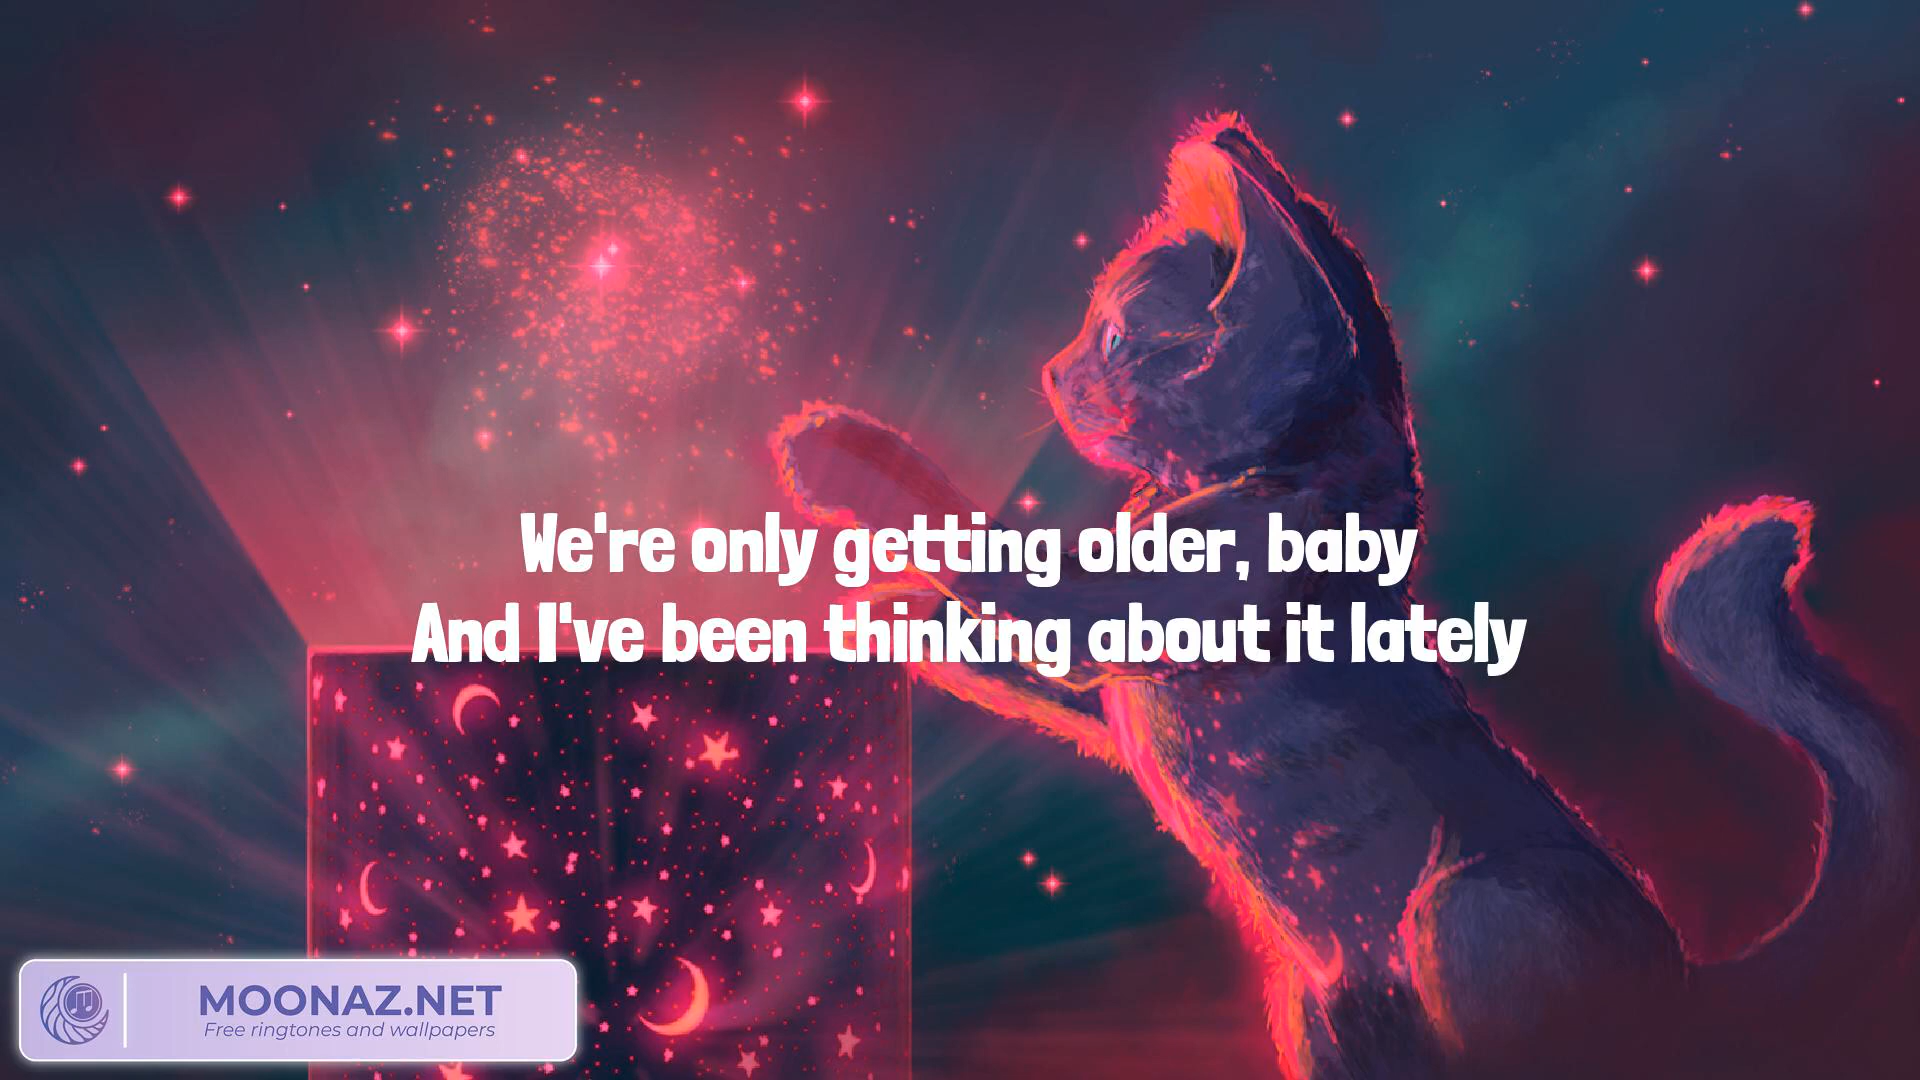 We're only getting older, baby
And I've been thinking about it lately
MOONAZ.NET
Free ringtones and wallpapers